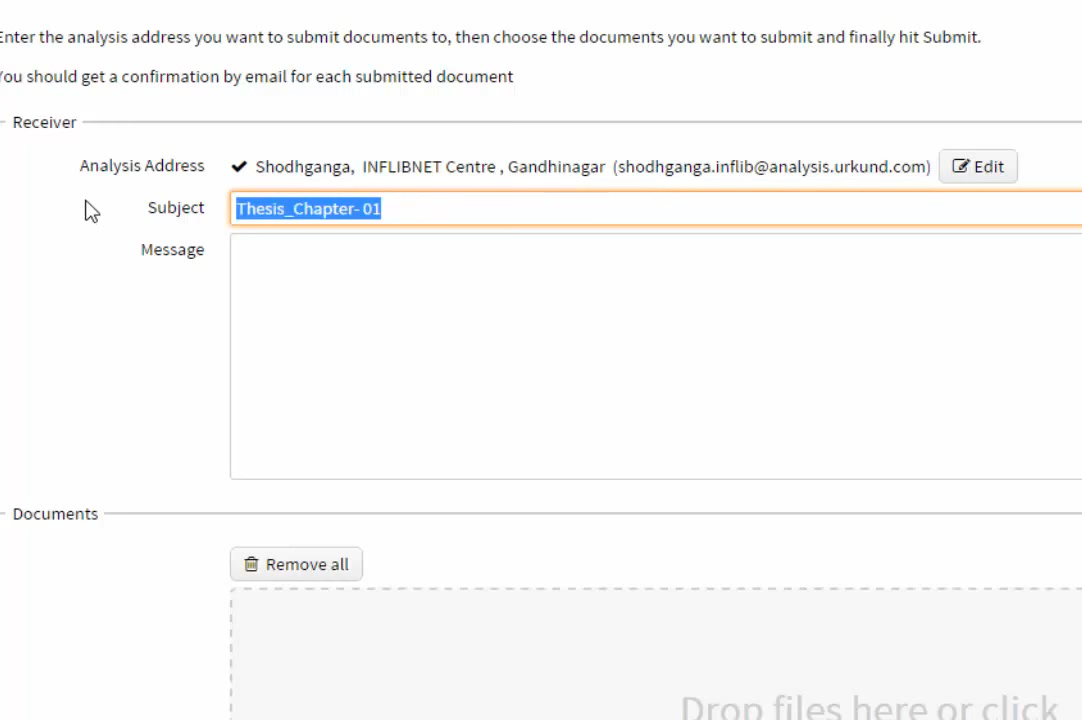 Enter the analysis address you want to submit documents to, then choose the documents you want to submit and finally hit Submit.
You should get a confirmation by email for each submitted document
Receiver
Analysis Address Shodhganga, INFLIBNET Centre , Gandhinagar (shodhganga.inflib@analysis.urkund.com) Edit
Subject Thesis_Chapter- 01
Message
Documents
Remove all
Drop files here or click